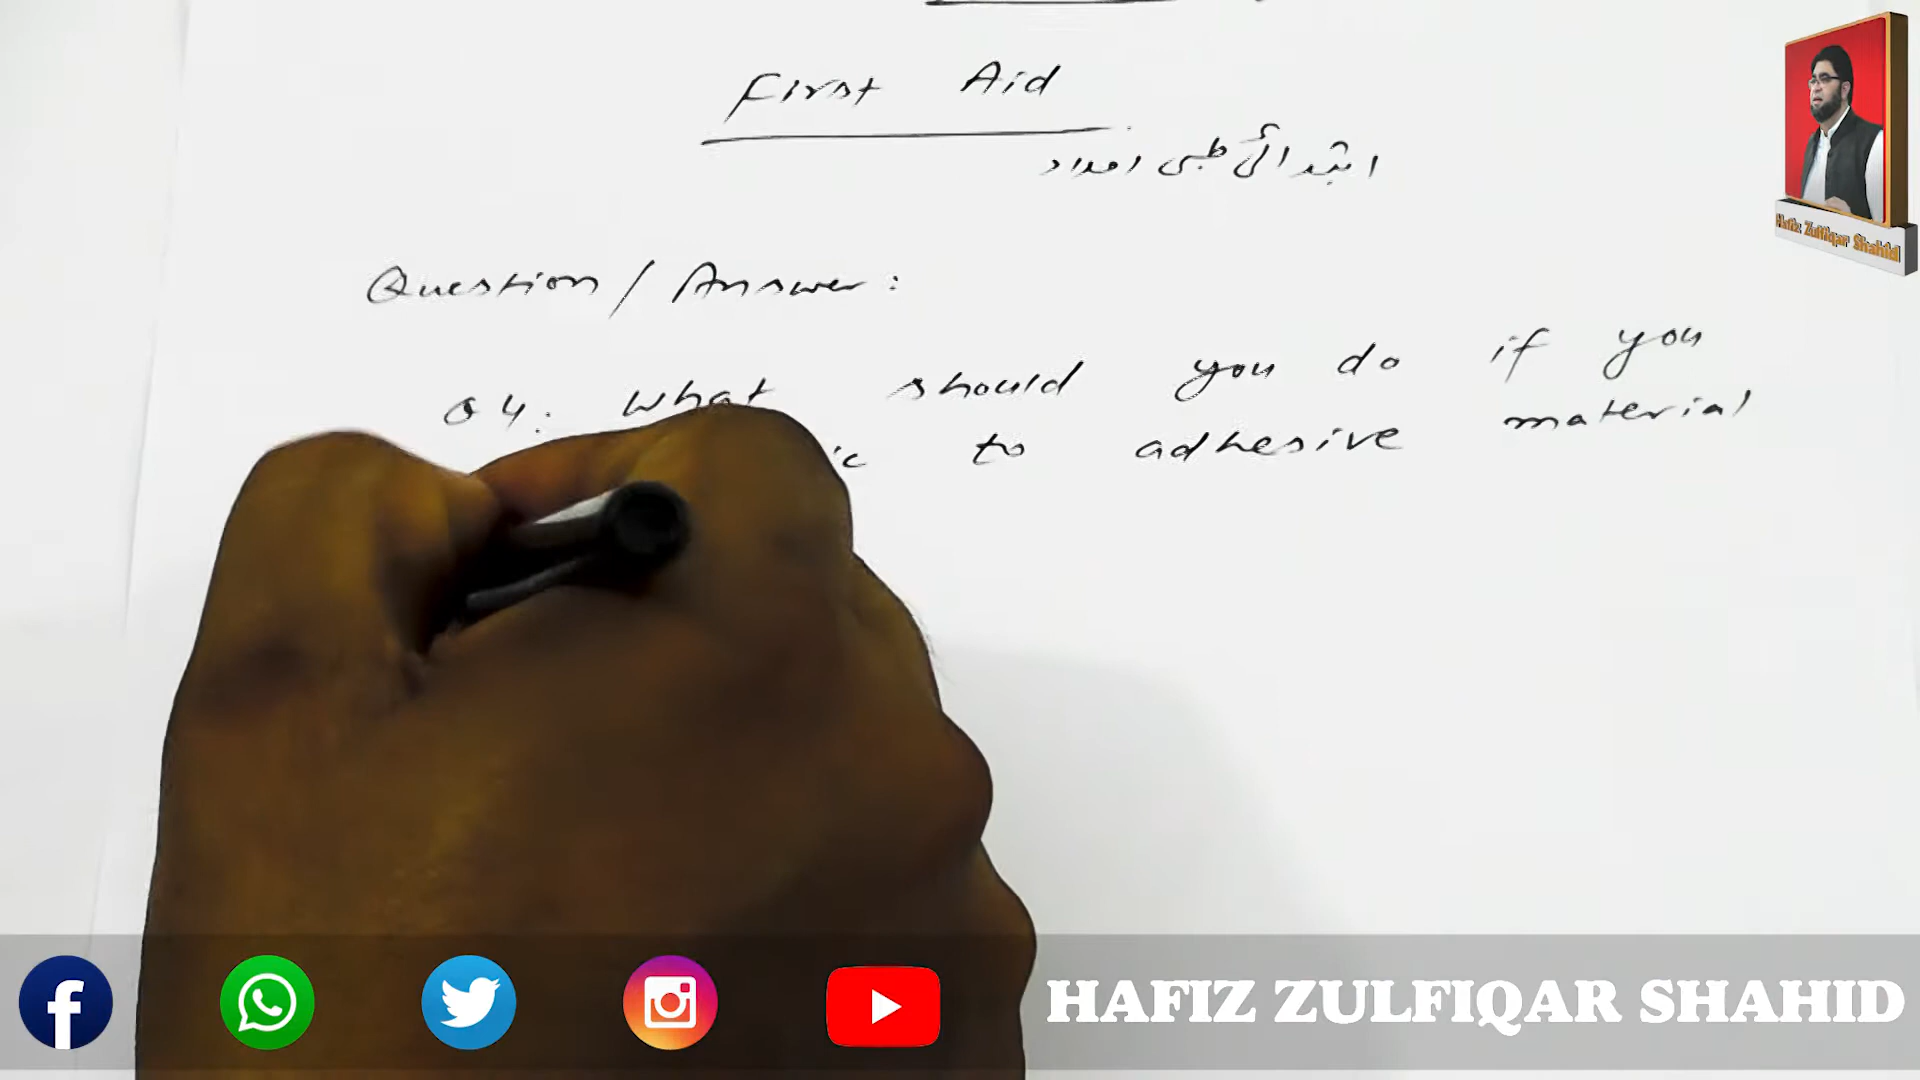 First Aid
ابتدائی طبی امداد
Question / Answer:
Q4: What should you do if you
to adhesive material
Hafiz Zulfiqar Shahid
HAFIZ ZULFIQAR SHAHID